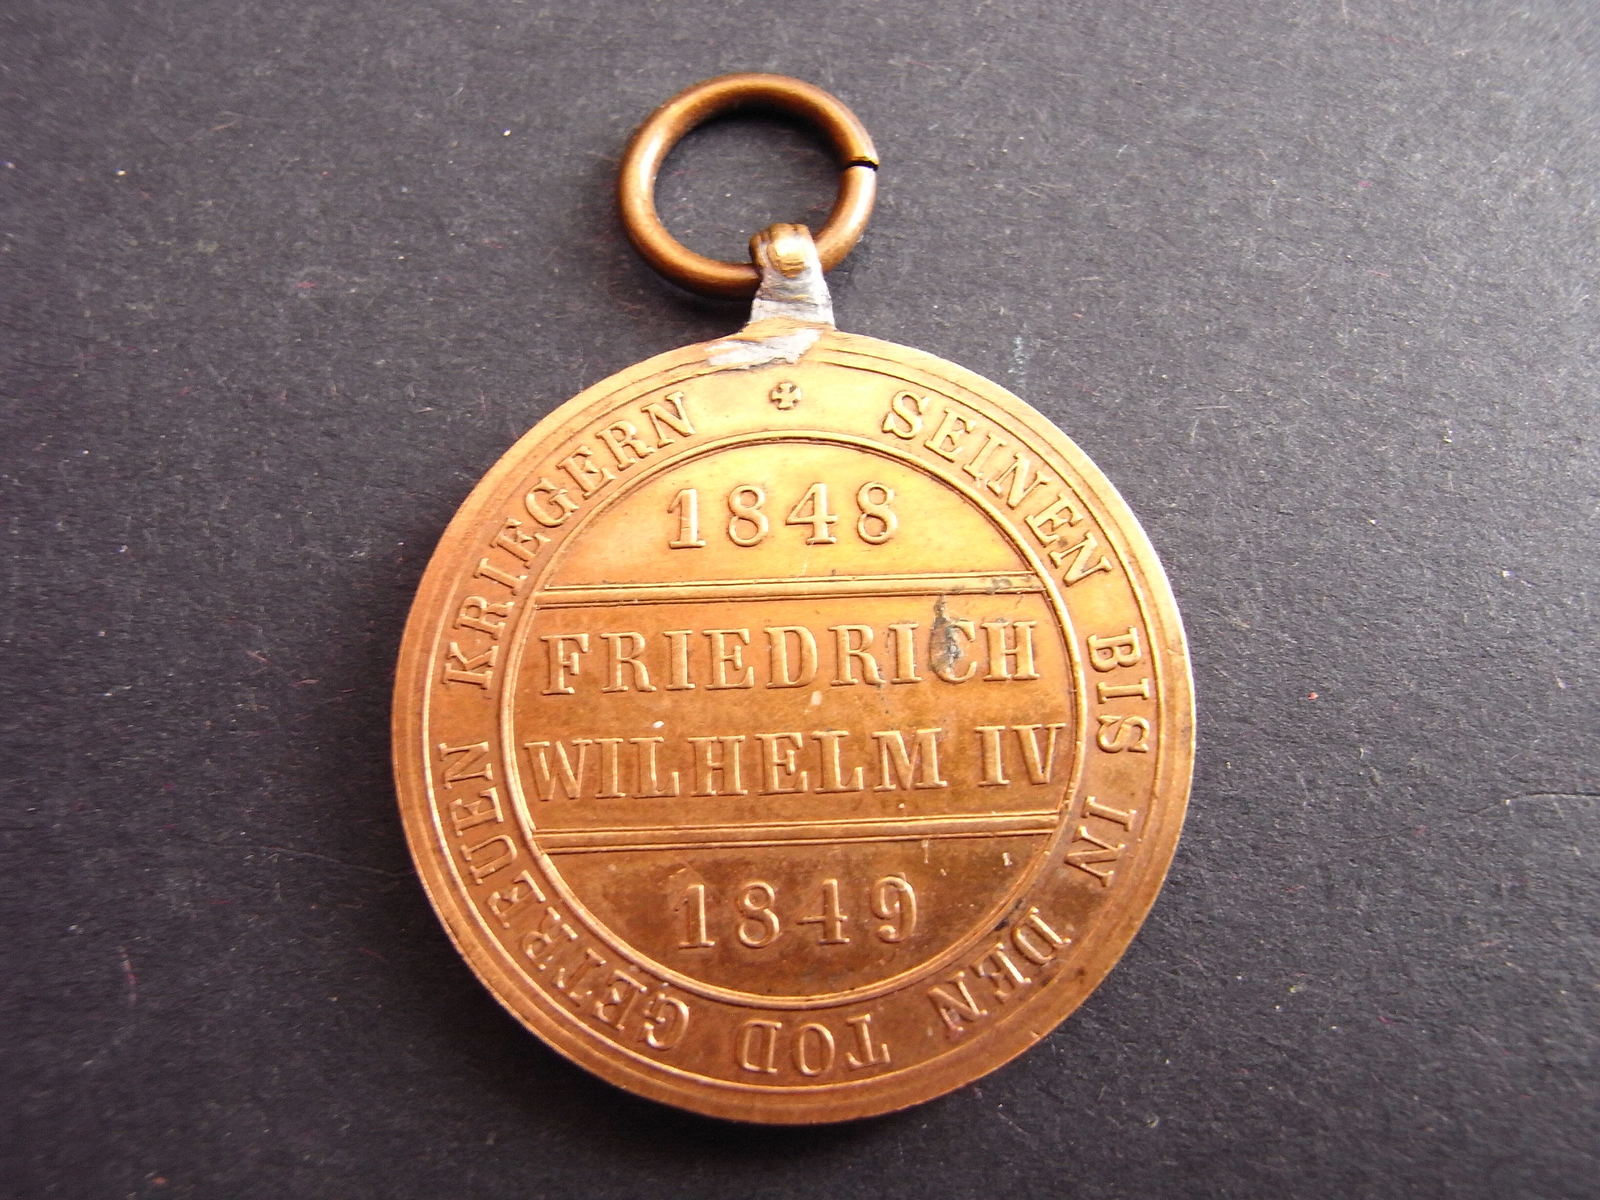 SEINEN BIS IN DEN TOD GETREUEN KRIEGERN
1848
FRIEDRICH
WILHELM IV
1849